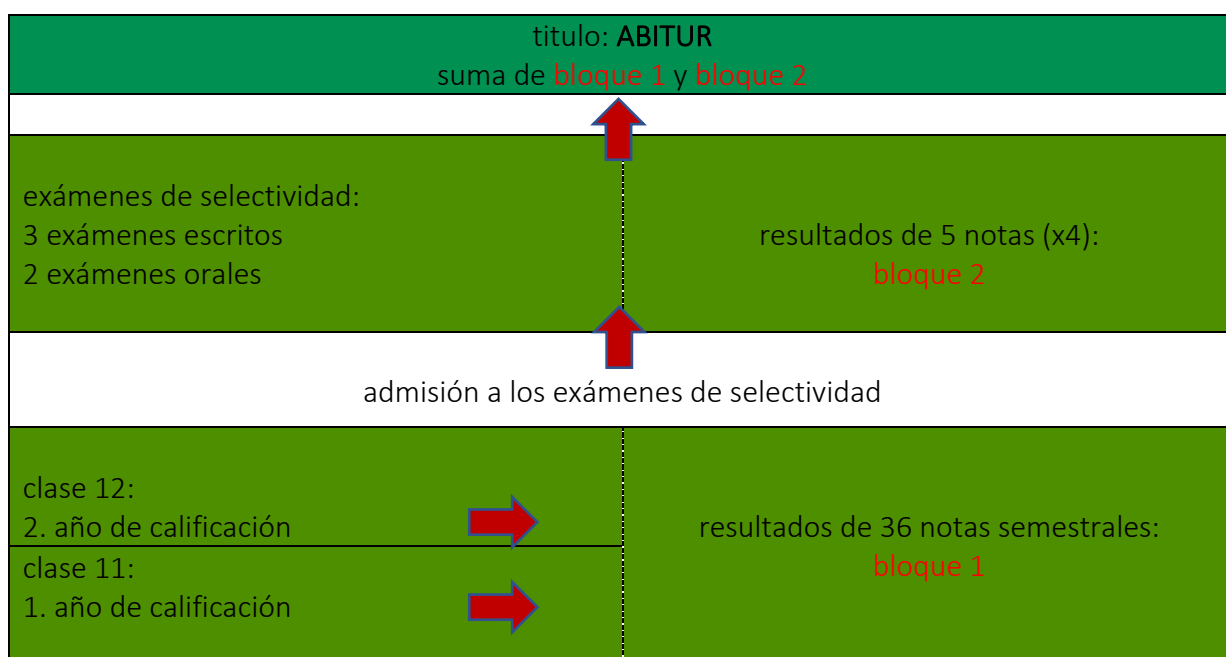 titulo: ABITUR
suma de bloque 1 y bloque 2
exámenes de selectividad:
3 exámenes escritos
2 exámenes orales
resultados de 5 notas (x4):
bloque 2
admisión a los exámenes de selectividad
clase 12:
2. año de calificación
clase 11:
1. año de calificación
resultados de 36 notas semestrales:
bloque 1